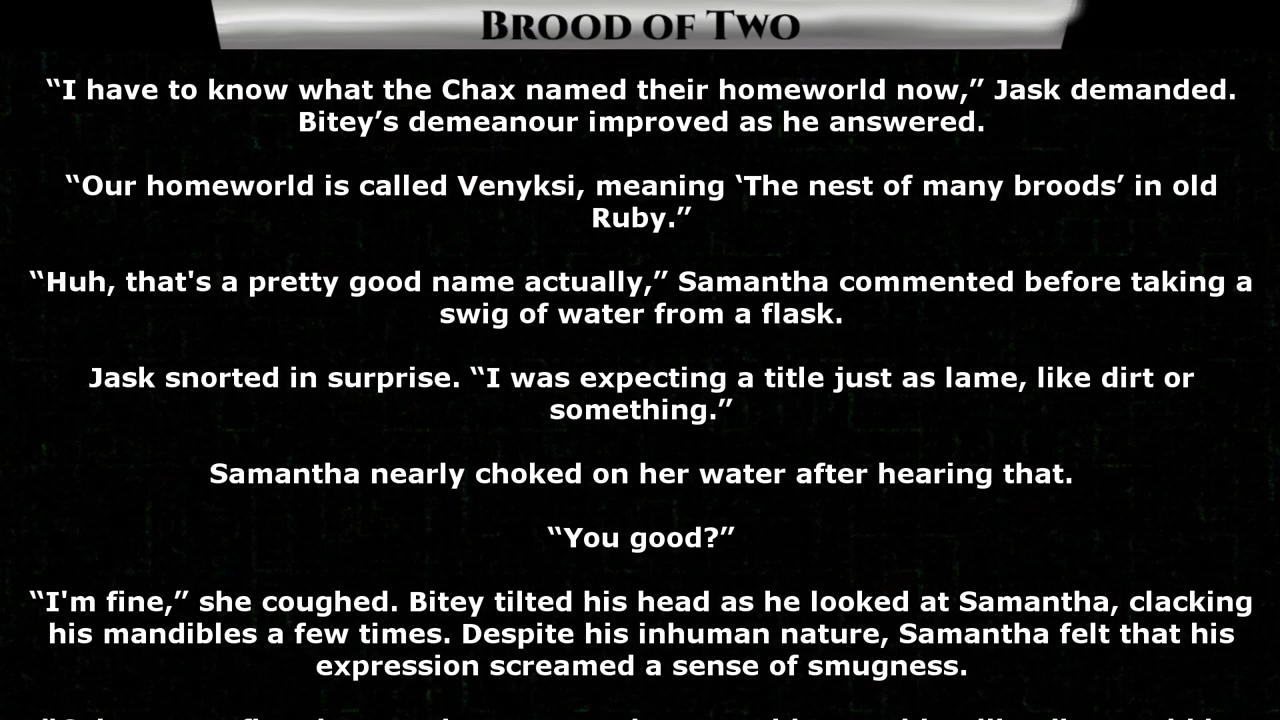 Brood of Two
“I have to know what the Chax named their homeworld now,” Jask demanded.
Bitey’s demeanour improved as he answered.
“Our homeworld is called Venyksi, meaning ‘The nest of many broods’ in old
Ruby.”
“Huh, that's a pretty good name actually,” Samantha commented before taking a
swig of water from a flask.
Jask snorted in surprise. “I was expecting a title just as lame, like dirt or
something.”
Samantha nearly choked on her water after hearing that.
“You good?”
“I'm fine,” she coughed. Bitey tilted his head as he looked at Samantha, clacking
his mandibles a few times. Despite his inhuman nature, Samantha felt that his
expression screamed a sense of smugness.